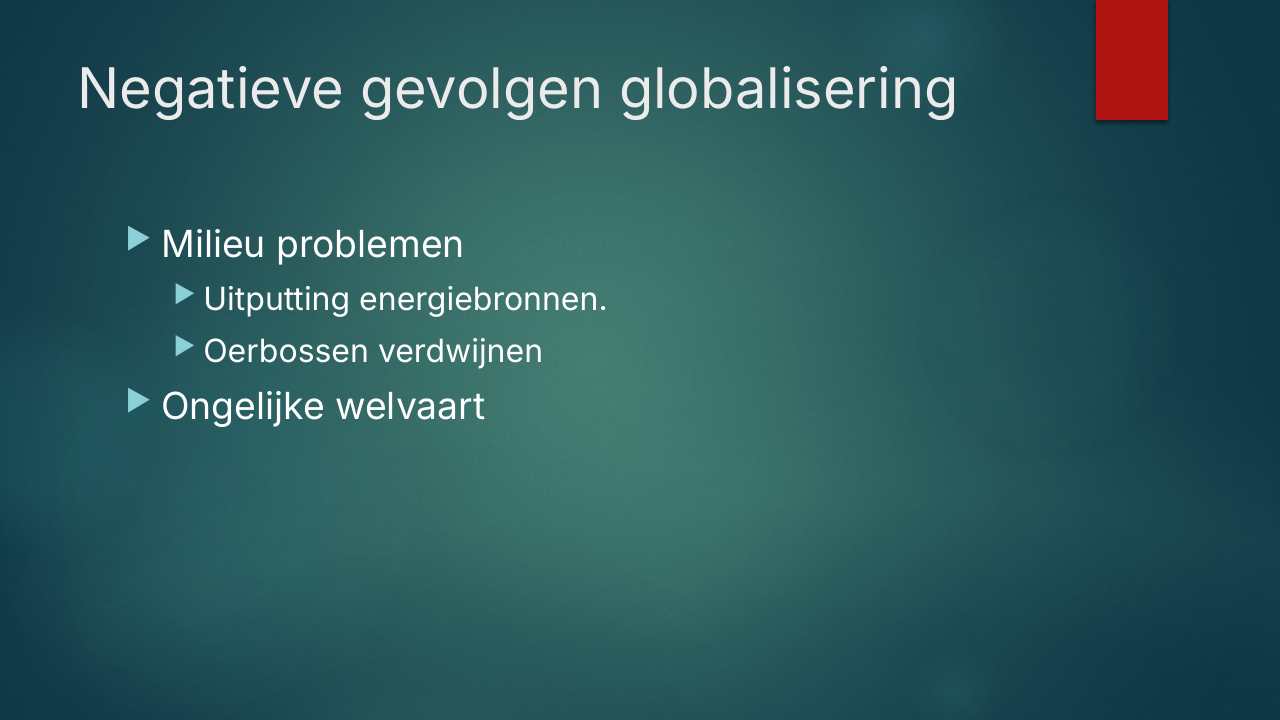 Negatieve gevolgen globalisering
Milieu problemen
Uitputting energiebronnen.
Oerbossen verdwijnen
Ongelijke welvaart